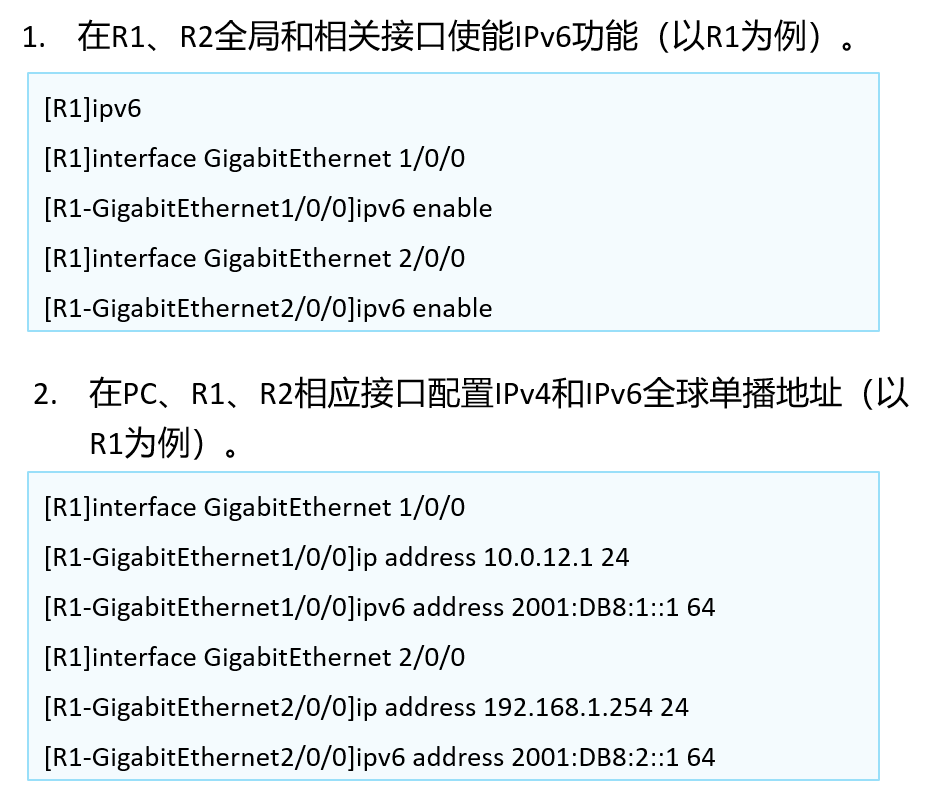 1. 在R1、R2全局和相关接口使能IPv6功能（以R1为例）。
[R1]ipv6
[R1]interface GigabitEthernet 1/0/0
[R1-GigabitEthernet1/0/0]ipv6 enable
[R1]interface GigabitEthernet 2/0/0
[R1-GigabitEthernet2/0/0]ipv6 enable
2. 在PC、R1、R2相应接口配置IPv4和IPv6全球单播地址（以
R1为例）。
[R1]interface GigabitEthernet 1/0/0
[R1-GigabitEthernet1/0/0]ip address 10.0.12.1 24
[R1-GigabitEthernet1/0/0]ipv6 address 2001:DB8:1::1 64
[R1]interface GigabitEthernet 2/0/0
[R1-GigabitEthernet2/0/0]ip address 192.168.1.254 24
[R1-GigabitEthernet2/0/0]ipv6 address 2001:DB8:2::1 64